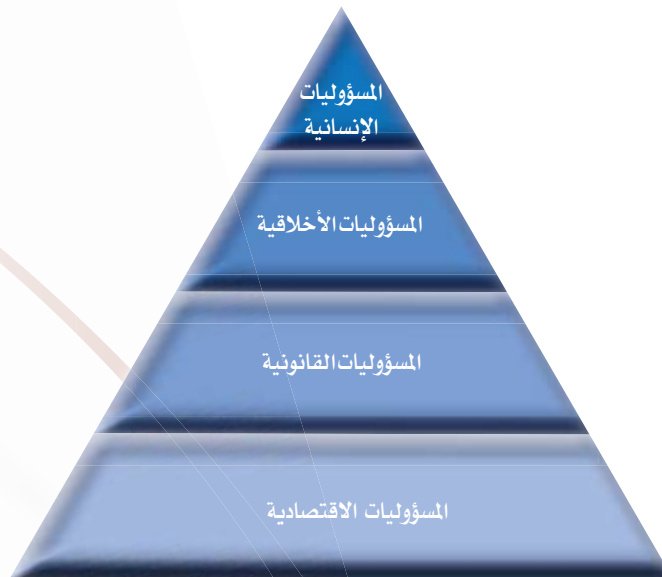 المسؤوليات
الإنسانية
المسؤوليات الأخلاقية
المسؤوليات القانونية
المسؤوليات الاقتصادية